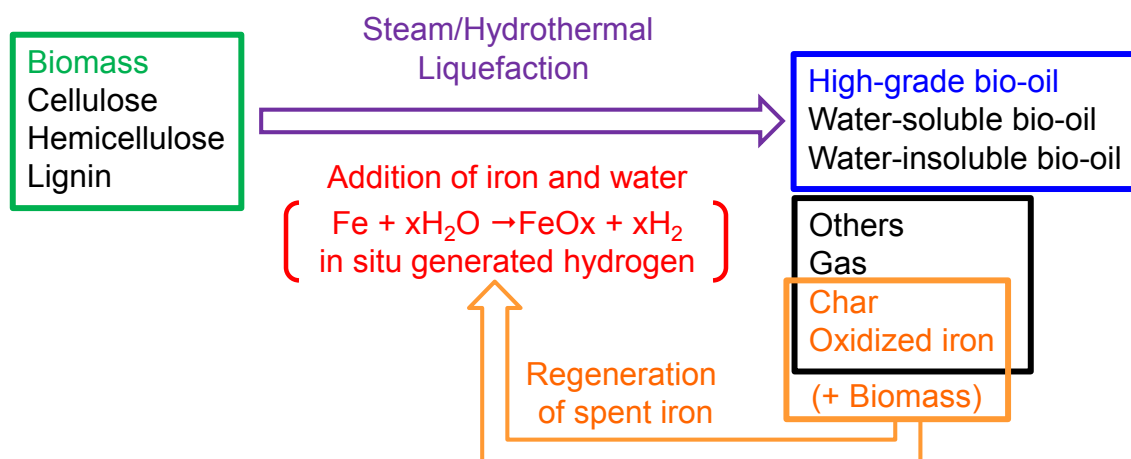 Biomass
Cellulose
Hemicellulose
Lignin
Steam/Hydrothermal
Liquefaction
Addition of iron and water
Fe + xH₂O →FeOx + xH₂
in situ generated hydrogen
High-grade bio-oil
Water-soluble bio-oil
Water-insoluble bio-oil
Others
Gas
Char
Oxidized iron
(+ Biomass)
Regeneration
of spent iron